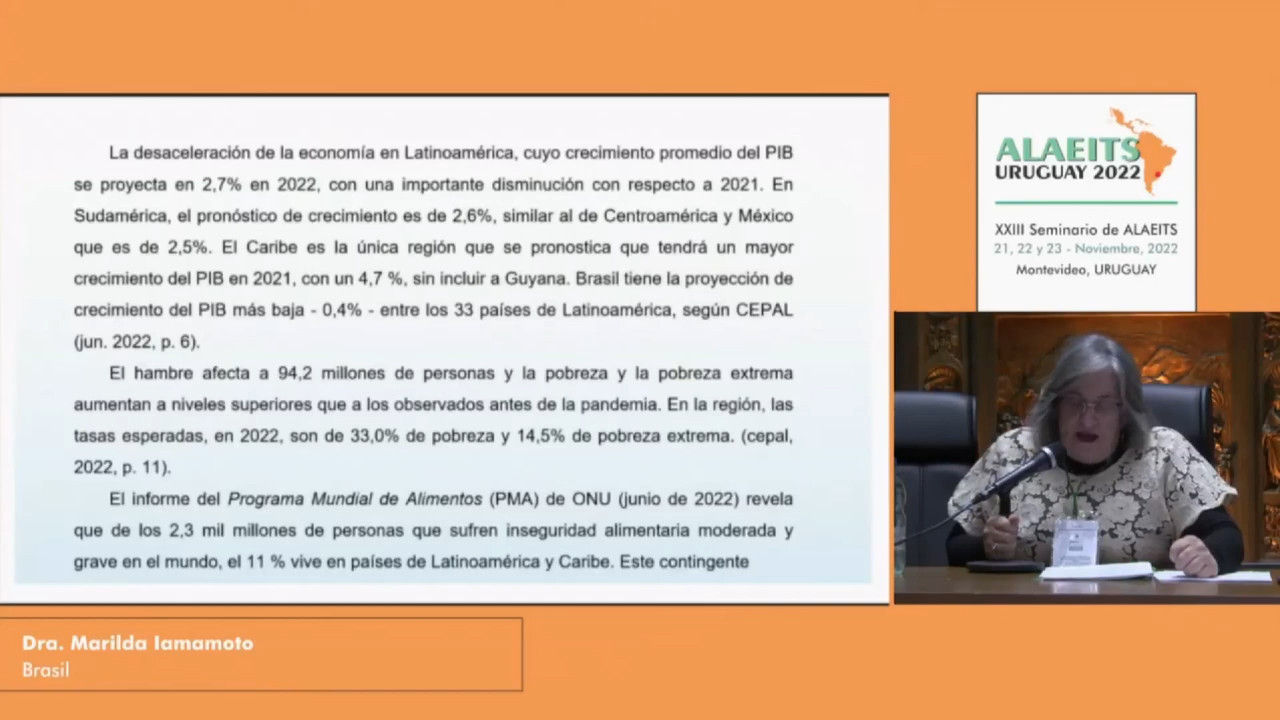 La desaceleración de la economía en Latinoamérica, cuyo crecimiento promedio del PIB
se proyecta en 2,7% en 2022, con una importante disminución con respecto a 2021. En
Sudamérica, el pronóstico de crecimiento es de 2,6%, similar al de Centroamérica y México
que es de 2,5%. El Caribe es la única región que se pronostica que tendrá un mayor
crecimiento del PIB en 2021, con un 4,7 %, sin incluir a Guyana. Brasil tiene la proyección de
crecimiento del PIB más baja - 0,4% - entre los 33 países de Latinoamérica, según CEPAL
(jun. 2022, p. 6).
El hambre afecta a 94,2 millones de personas y la pobreza y la pobreza extrema
aumentan a niveles superiores que a los observados antes de la pandemia. En la región, las
tasas esperadas, en 2022, son de 33,0% de pobreza y 14,5% de pobreza extrema. (cepal,
2022, p. 11).
El informe del Programa Mundial de Alimentos (PMA) de ONU (junio de 2022) revela
que de los 2,3 mil millones de personas que sufren inseguridad alimentaria moderada y
grave en el mundo, el 11 % vive en países de Latinoamérica y Caribe. Este contingente
ALAEITS
URUGUAY 2022
XXIII Seminario de ALAEITS
21, 22 y 23 - Noviembre, 2022
Montevideo, URUGUAY
Dra. Marilda Iamamoto
Brasil